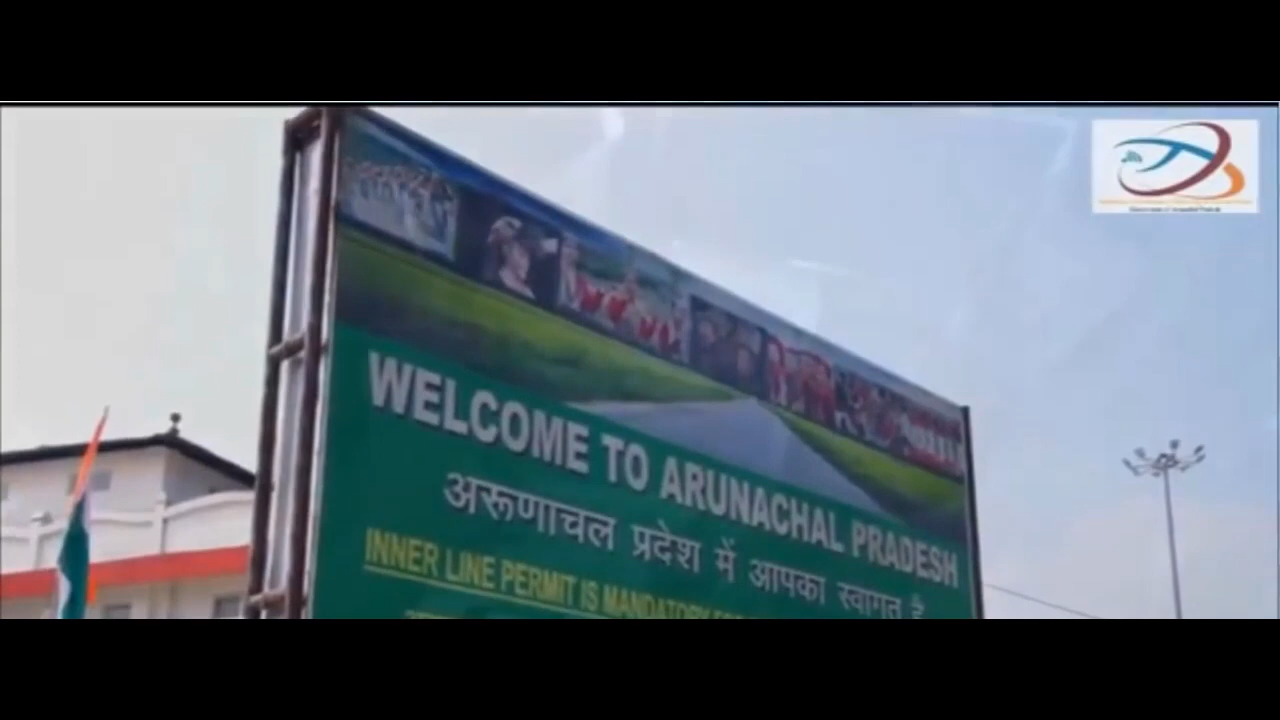 WELCOME TO ARUNACHAL PRADESH
अरूणाचल प्रदेश में आपका स्वागत है
INNER LINE PERMIT IS MANDATORY